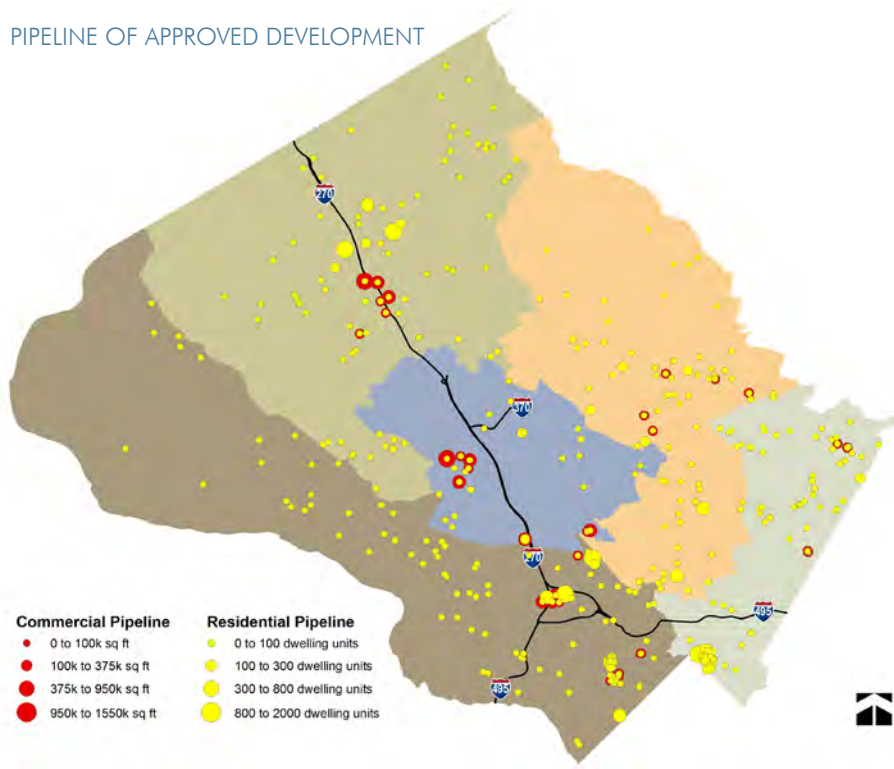 PIPELINE OF APPROVED DEVELOPMENT
270
370
270
495
495
Commercial Pipeline
0 to 100k sq ft
100k to 375k sq ft
375k to 950k sq ft
950k to 1550k sq ft
Residential Pipeline
0 to 100 dwelling units
100 to 300 dwelling units
300 to 800 dwelling units
800 to 2000 dwelling units